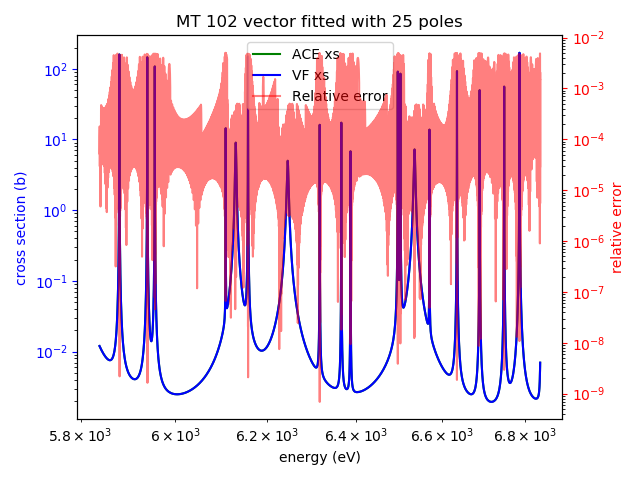 MT 102 vector fitted with 25 poles
ACE xs
VF xs
Relative error
cross section (b)
10²
10¹
10⁰
10⁻¹
10⁻²
relative error
10⁻²
10⁻³
10⁻⁴
10⁻⁵
10⁻⁶
10⁻⁷
10⁻⁸
10⁻⁹
5.8 × 10³ 6 × 10³ 6.2 × 10³ 6.4 × 10³ 6.6 × 10³ 6.8 × 10³
energy (eV)